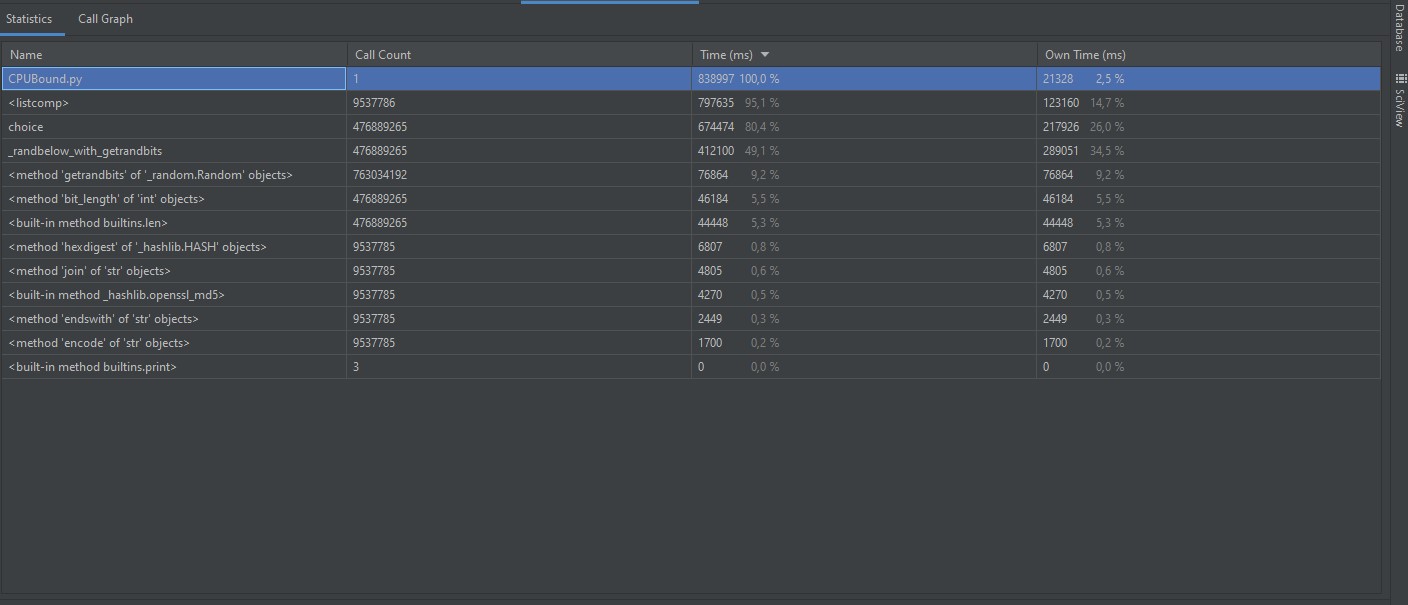 Statistics Call Graph
Name Call Count Time (ms) Own Time (ms)
CPUBound.py 1 838997 100,0 % 21328 2,5 %
<listcomp> 9537786 797635 95,1 % 123160 14,7 %
choice 476889265 674474 80,4 % 217926 26,0 %
_randbelow_with_getrandbits 476889265 412100 49,1 % 289051 34,5 %
<method 'getrandbits' of '_random.Random' objects> 763034192 76864 9,2 % 76864 9,2 %
<method 'bit_length' of 'int' objects> 476889265 46184 5,5 % 46184 5,5 %
<built-in method builtins.len> 476889265 44448 5,3 % 44448 5,3 %
<method 'hexdigest' of '_hashlib.HASH' objects> 9537785 6807 0,8 % 6807 0,8 %
<method 'join' of 'str' objects> 9537785 4805 0,6 % 4805 0,6 %
<built-in method _hashlib.openssl_md5> 9537785 4270 0,5 % 4270 0,5 %
<method 'endswith' of 'str' objects> 9537785 2449 0,3 % 2449 0,3 %
<method 'encode' of 'str' objects> 9537785 1700 0,2 % 1700 0,2 %
<built-in method builtins.print> 3 0 0,0 % 0 0,0 %
Database
SciView